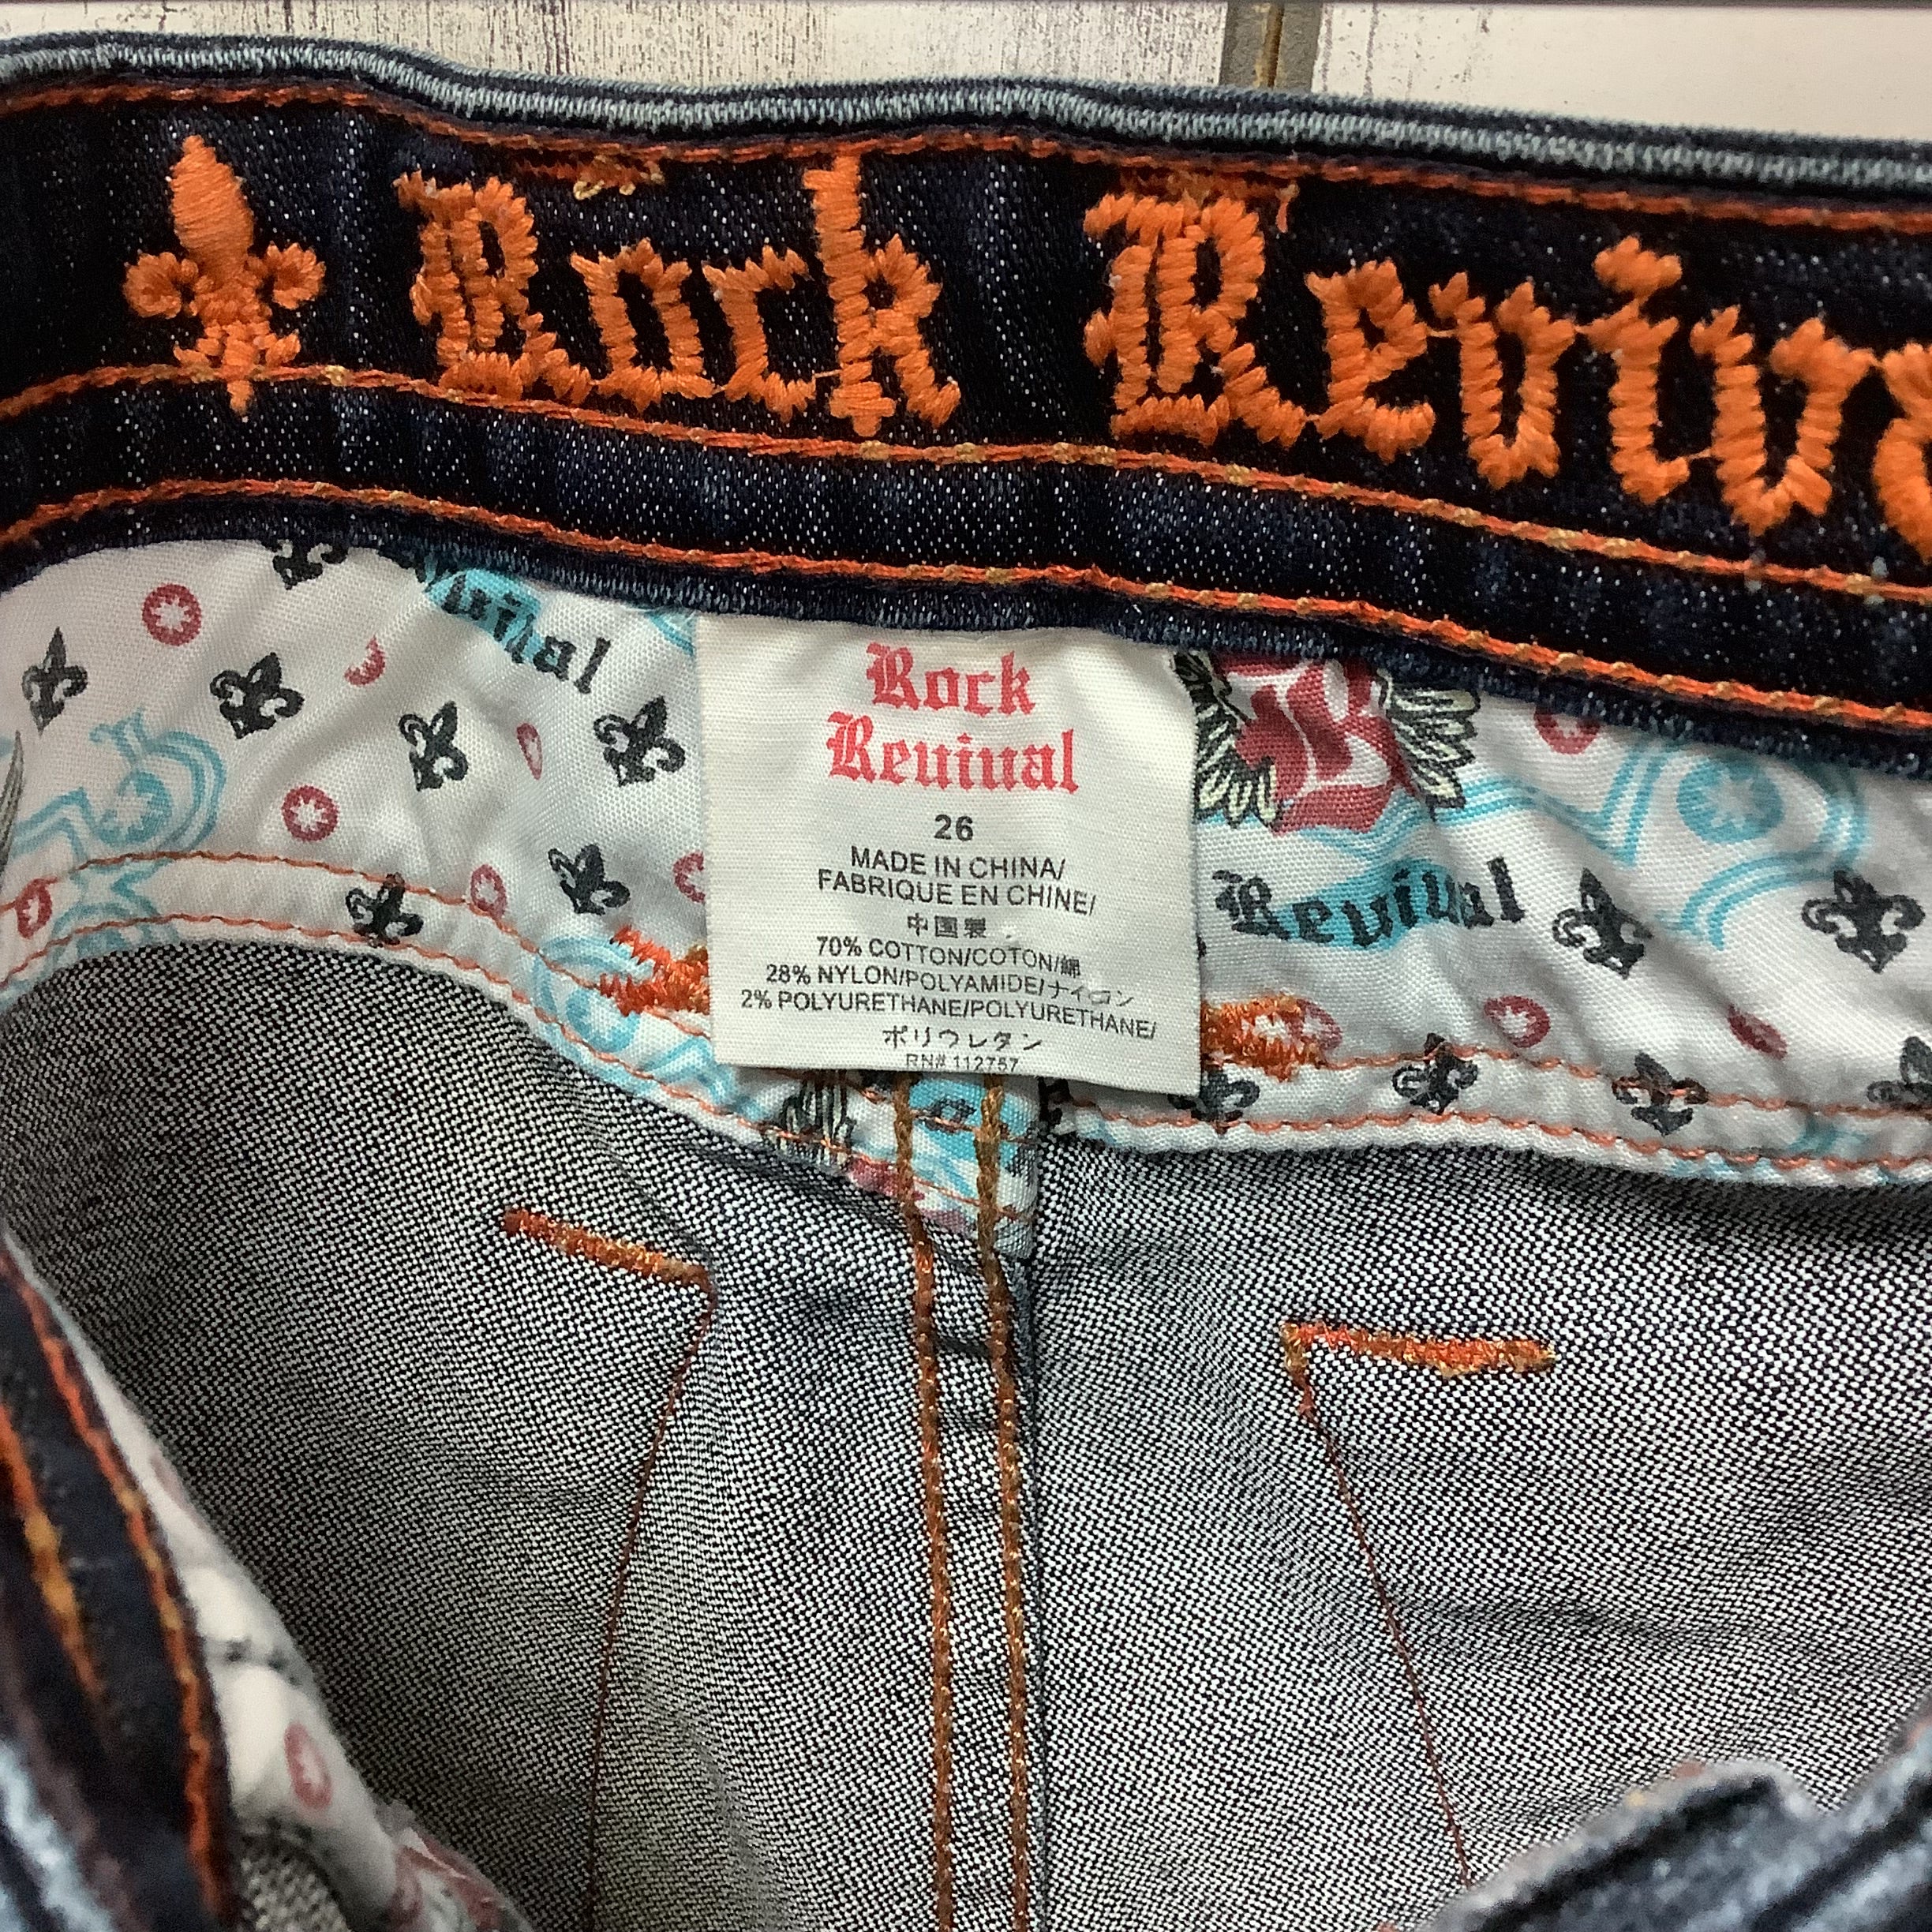 Rock Revival
Revival
Rock
Revival
26
MADE IN CHINA/
FABRIQUE EN CHINE/
中国製
70% COTTON/COTON/綿
28% NYLON/POLYAMIDE/ナイロン
2% POLYURETHANE/POLYURETHANE/
ポリウレタン
RN# 112757
Revival